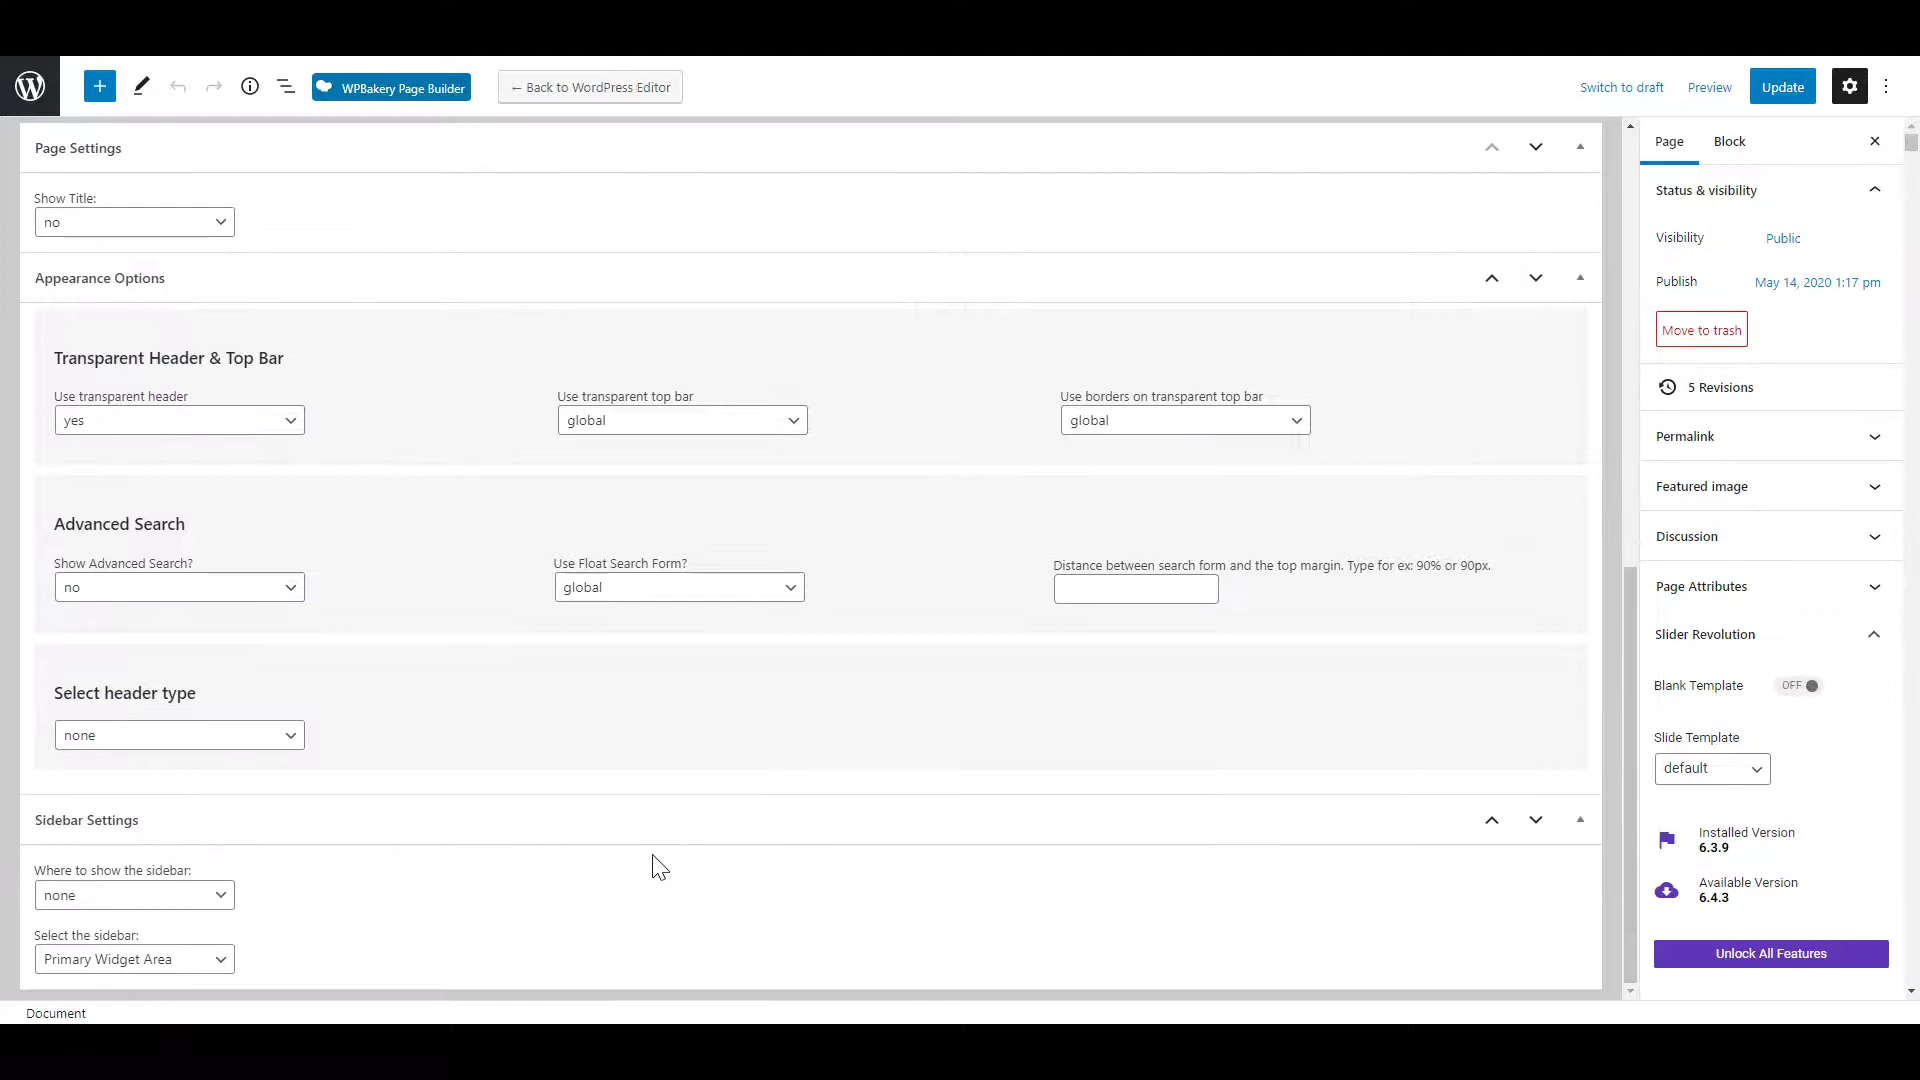 WPBakery Page Builder
← Back to WordPress Editor
Switch to draft
Preview
Update
Page Settings
Show Title:
no
Appearance Options
Transparent Header & Top Bar
Use transparent header
Use transparent top bar
Use borders on transparent top bar
yes
global
global
Advanced Search
Show Advanced Search?
Use Float Search Form?
Distance between search form and the top margin. Type for ex: 90% or 90px.
no
global
Select header type
none
Sidebar Settings
Where to show the sidebar:
none
Select the sidebar:
Primary Widget Area
Document
Page
Block
Status & visibility
Visibility
Public
Publish
May 14, 2020 1:17 pm
Move to trash
5 Revisions
Permalink
Featured image
Discussion
Page Attributes
Slider Revolution
Blank Template
OFF
Slide Template
default
Installed Version
6.3.9
Available Version
6.4.3
Unlock All Features